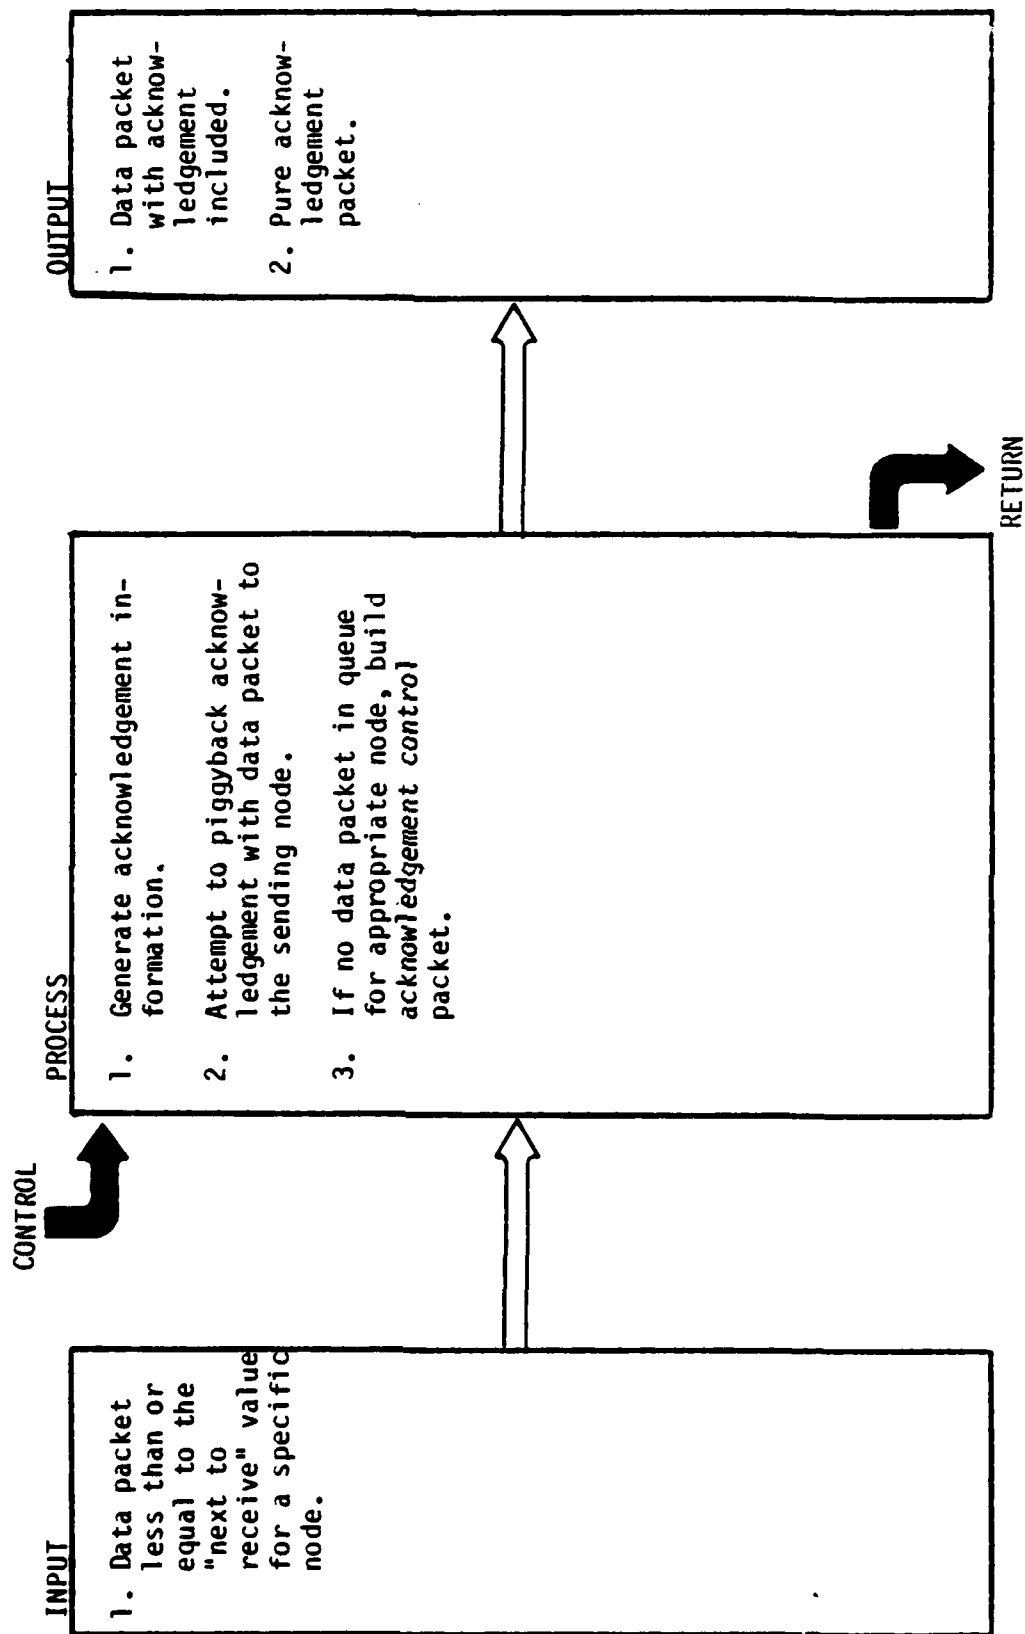 INPUT
1. Data packet
less than or
equal to the
"next to
receive" value
for a specific
node.
CONTROL
PROCESS
1. Generate acknowledgement in-
formation.
2. Attempt to piggyback acknow-
ledgement with data packet to
the sending node.
3. If no data packet in queue
for appropriate node, build
acknowledgement control
packet.
RETURN
OUTPUT
1. Data packet
with acknow-
ledgement
included.
2. Pure acknow-
ledgement
packet.